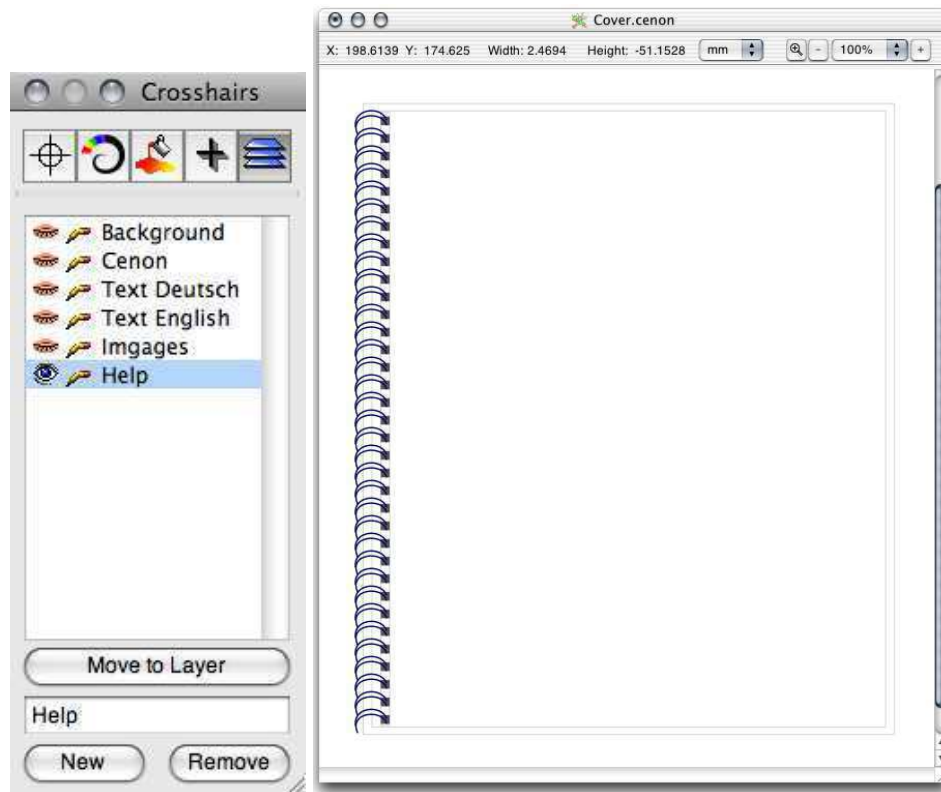 Crosshairs
Background
Cenon
Text Deutsch
Text English
Imgages
Help
Move to Layer
Help
New Remove
Cover.cenon
X: 198.6139 Y: 174.625 Width: 2.4694 Height: -51.1528 mm - 100% +